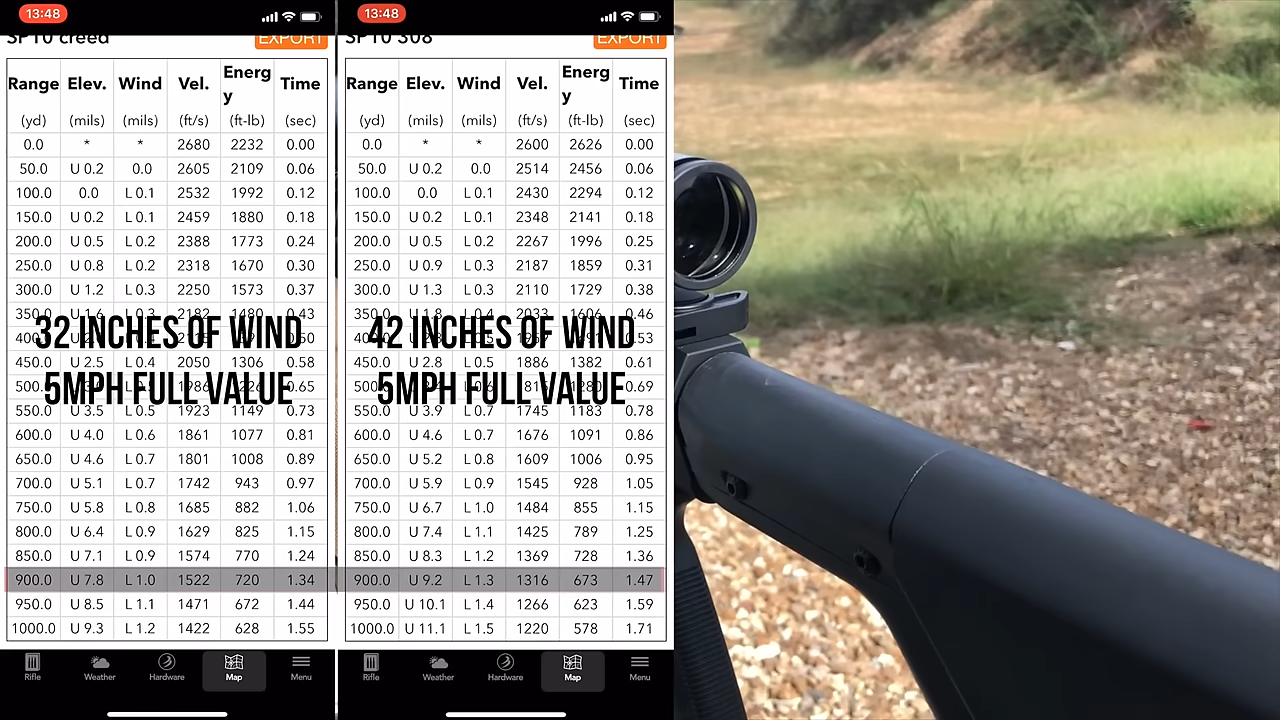 13:48
SP10 creed
EXPORT
Range Elev. Wind Vel. Energy Time
(yd) (mils) (mils) (ft/s) (ft-lb) (sec)
0.0 * * 2680 2232 0.00
50.0 U 0.2 0.0 2605 2109 0.06
100.0 0.0 L 0.1 2532 1992 0.12
150.0 U 0.2 L 0.1 2459 1880 0.18
200.0 U 0.5 L 0.2 2388 1773 0.24
250.0 U 0.8 L 0.2 2318 1670 0.30
300.0 U 1.2 L 0.3 2250 1573 0.37
32 INCHES OF WIND
450.0 U 2.5 L 0.4 2050 1306 0.58
5MPH FULL VALUE
550.0 U 3.5 L 0.5 1923 1149 0.73
600.0 U 4.0 L 0.6 1861 1077 0.81
650.0 U 4.6 L 0.7 1801 1008 0.89
700.0 U 5.1 L 0.7 1742 943 0.97
750.0 U 5.8 L 0.8 1685 882 1.06
800.0 U 6.4 L 0.9 1629 825 1.15
850.0 U 7.1 L 0.9 1574 770 1.24
900.0 U 7.8 L 1.0 1522 720 1.34
950.0 U 8.5 L 1.1 1471 672 1.44
1000.0 U 9.3 L 1.2 1422 628 1.55
Rifle Weather Hardware Map Menu
13:48
SP10 308
EXPORT
Range Elev. Wind Vel. Energy Time
(yd) (mils) (mils) (ft/s) (ft-lb) (sec)
0.0 * * 2600 2626 0.00
50.0 U 0.2 0.0 2514 2456 0.06
100.0 0.0 L 0.1 2430 2294 0.12
150.0 U 0.2 L 0.1 2348 2141 0.18
200.0 U 0.5 L 0.2 2267 1996 0.25
250.0 U 0.9 L 0.3 2187 1859 0.31
300.0 U 1.3 L 0.3 2110 1729 0.38
42 INCHES OF WIND
450.0 U 2.8 L 0.5 1886 1382 0.61
5MPH FULL VALUE
550.0 U 3.9 L 0.7 1745 1183 0.78
600.0 U 4.6 L 0.7 1676 1091 0.86
650.0 U 5.2 L 0.8 1609 1006 0.95
700.0 U 5.9 L 0.9 1545 928 1.05
750.0 U 6.7 L 1.0 1484 855 1.15
800.0 U 7.4 L 1.1 1425 789 1.25
850.0 U 8.3 L 1.2 1369 728 1.36
900.0 U 9.2 L 1.3 1316 673 1.47
950.0 U 10.1 L 1.4 1266 623 1.59
1000.0 U 11.1 L 1.5 1220 578 1.71
Rifle Weather Hardware Map Menu